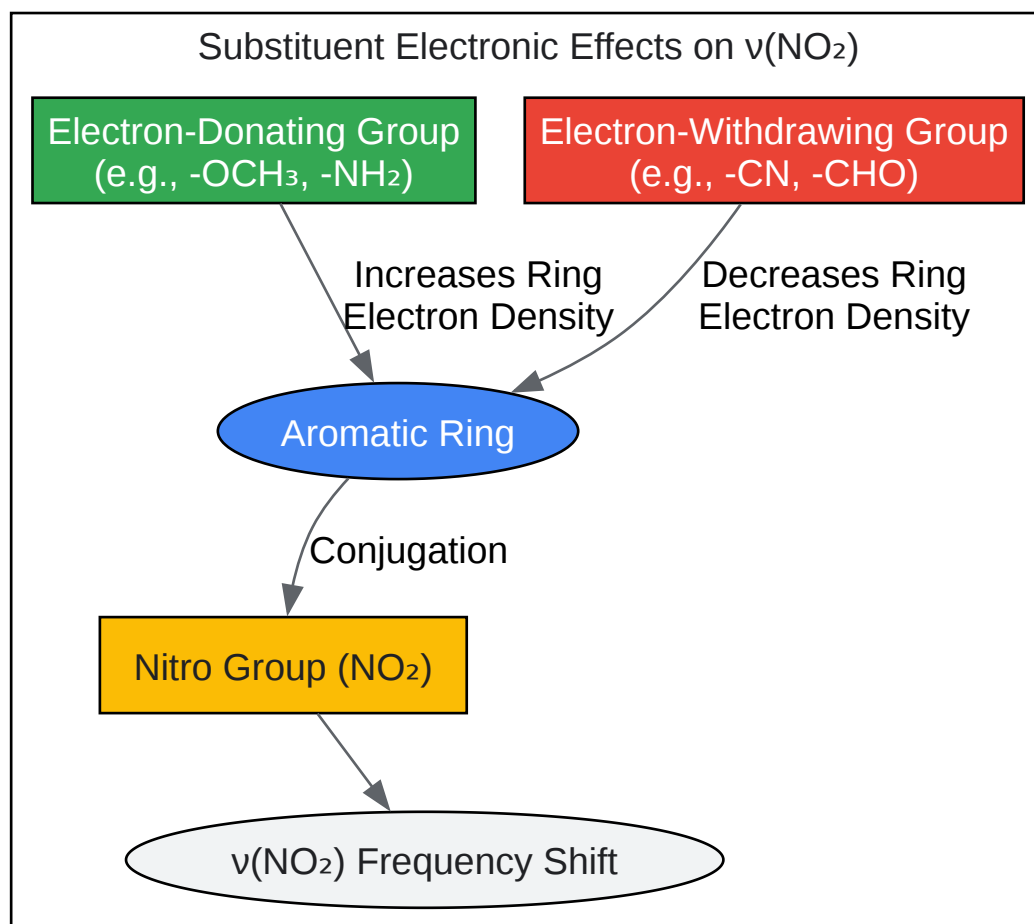 Substituent Electronic Effects on ν(NO₂)
Electron-Donating Group
(e.g., -OCH₃, -NH₂)
Electron-Withdrawing Group
(e.g., -CN, -CHO)
Increases Ring
Electron Density
Decreases Ring
Electron Density
Aromatic Ring
Conjugation
Nitro Group (NO₂)
ν(NO₂) Frequency Shift